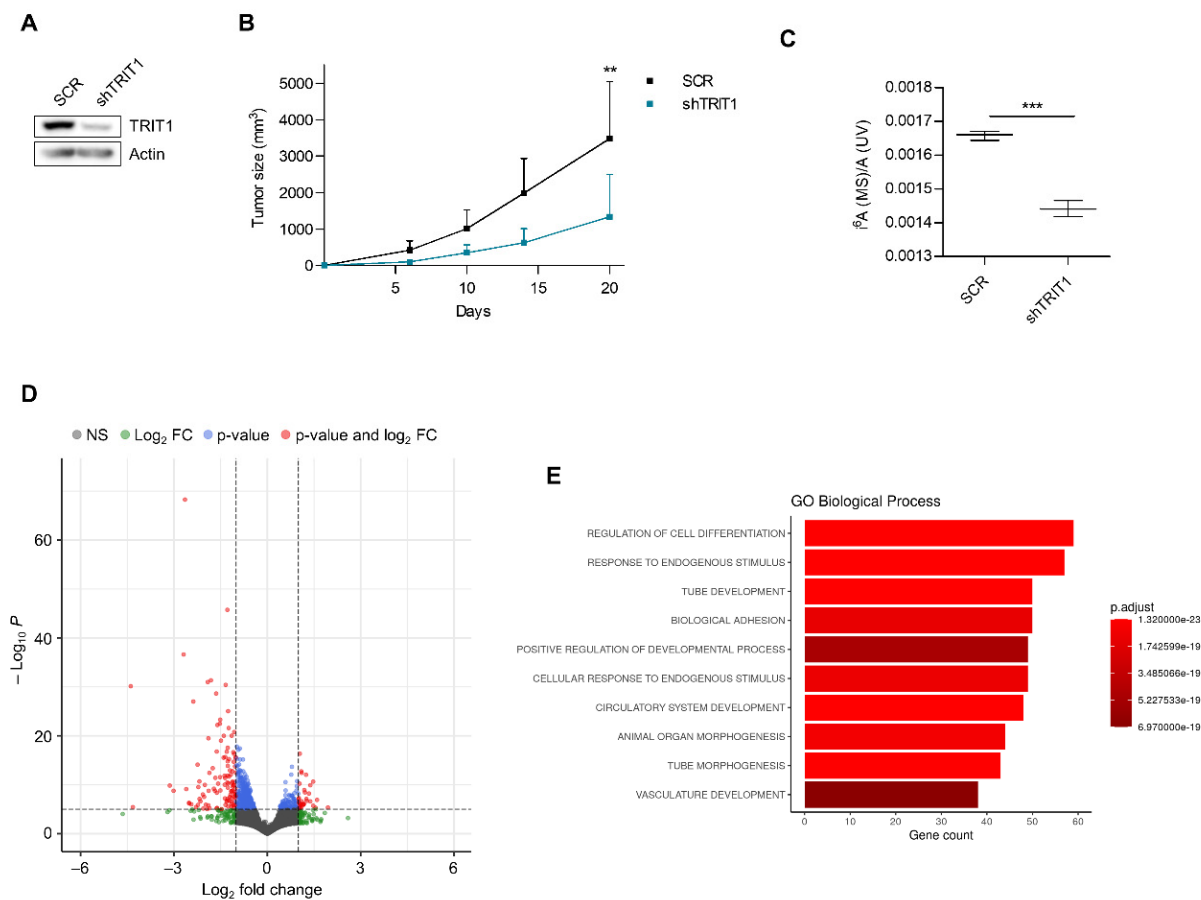 A
SCR
shTRIT1
TRIT1
Actin
B
Tumor size (mm³)
5000
4000
3000
2000
1000
0
5
10
15
20
Days
**
SCR
shTRIT1
C
i⁶A (MS)/A (UV)
0.0018
0.0017
0.0016
0.0015
0.0014
0.0013
***
SCR
shTRIT1
D
NS
Log₂ FC
p-value
p-value and log₂ FC
– Log₁₀ P
60
40
20
0
−6
−3
0
3
6
Log₂ fold change
E
GO Biological Process
REGULATION OF CELL DIFFERENTIATION
RESPONSE TO ENDOGENOUS STIMULUS
TUBE DEVELOPMENT
BIOLOGICAL ADHESION
POSITIVE REGULATION OF DEVELOPMENTAL PROCESS
CELLULAR RESPONSE TO ENDOGENOUS STIMULUS
CIRCULATORY SYSTEM DEVELOPMENT
ANIMAL ORGAN MORPHOGENESIS
TUBE MORPHOGENESIS
VASCULATURE DEVELOPMENT
0
10
20
30
40
50
60
Gene count
p.adjust
1.320000e-23
1.742599e-19
3.485066e-19
5.227533e-19
6.970000e-19